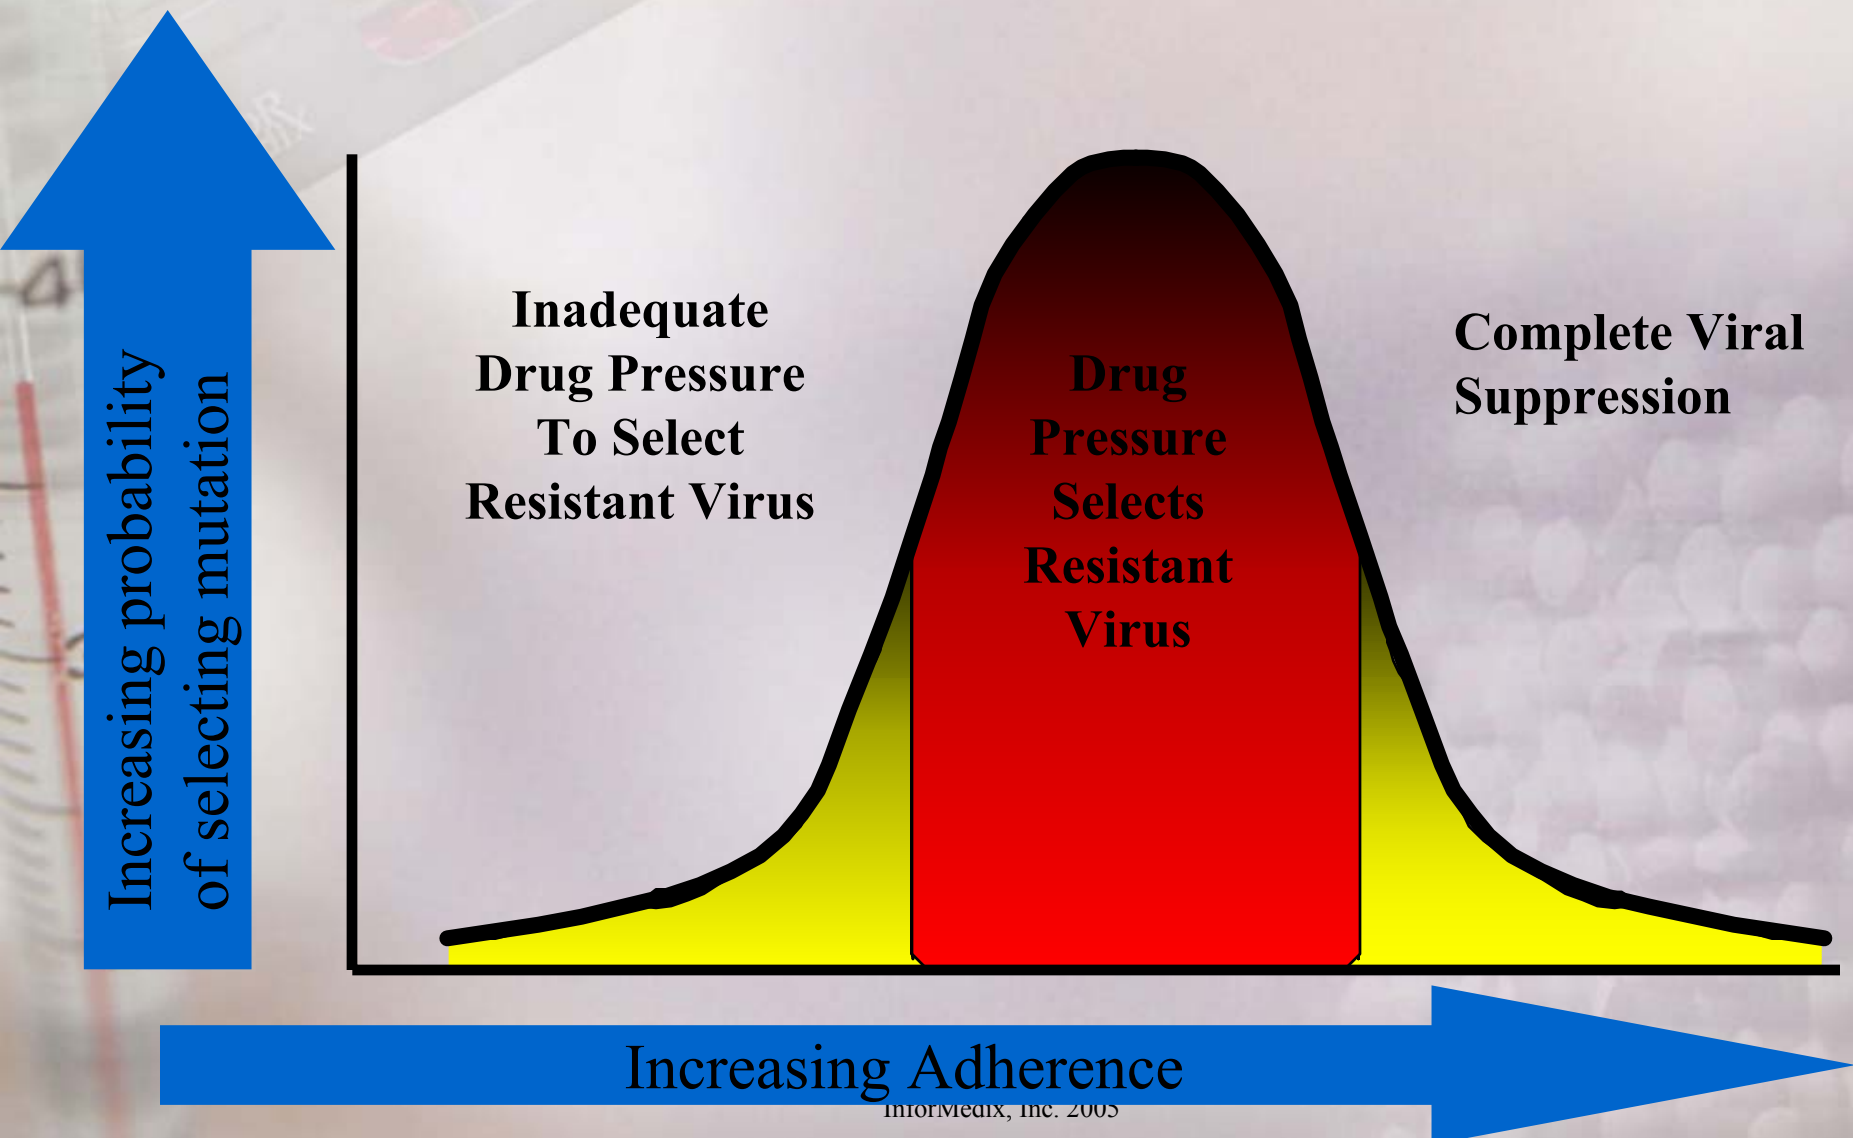 Increasing probability
of selecting mutation
Inadequate
Drug Pressure
To Select
Resistant Virus
Drug
Pressure
Selects
Resistant
Virus
Complete Viral
Suppression
Increasing Adherence
InforMedix, Inc. 2005
4